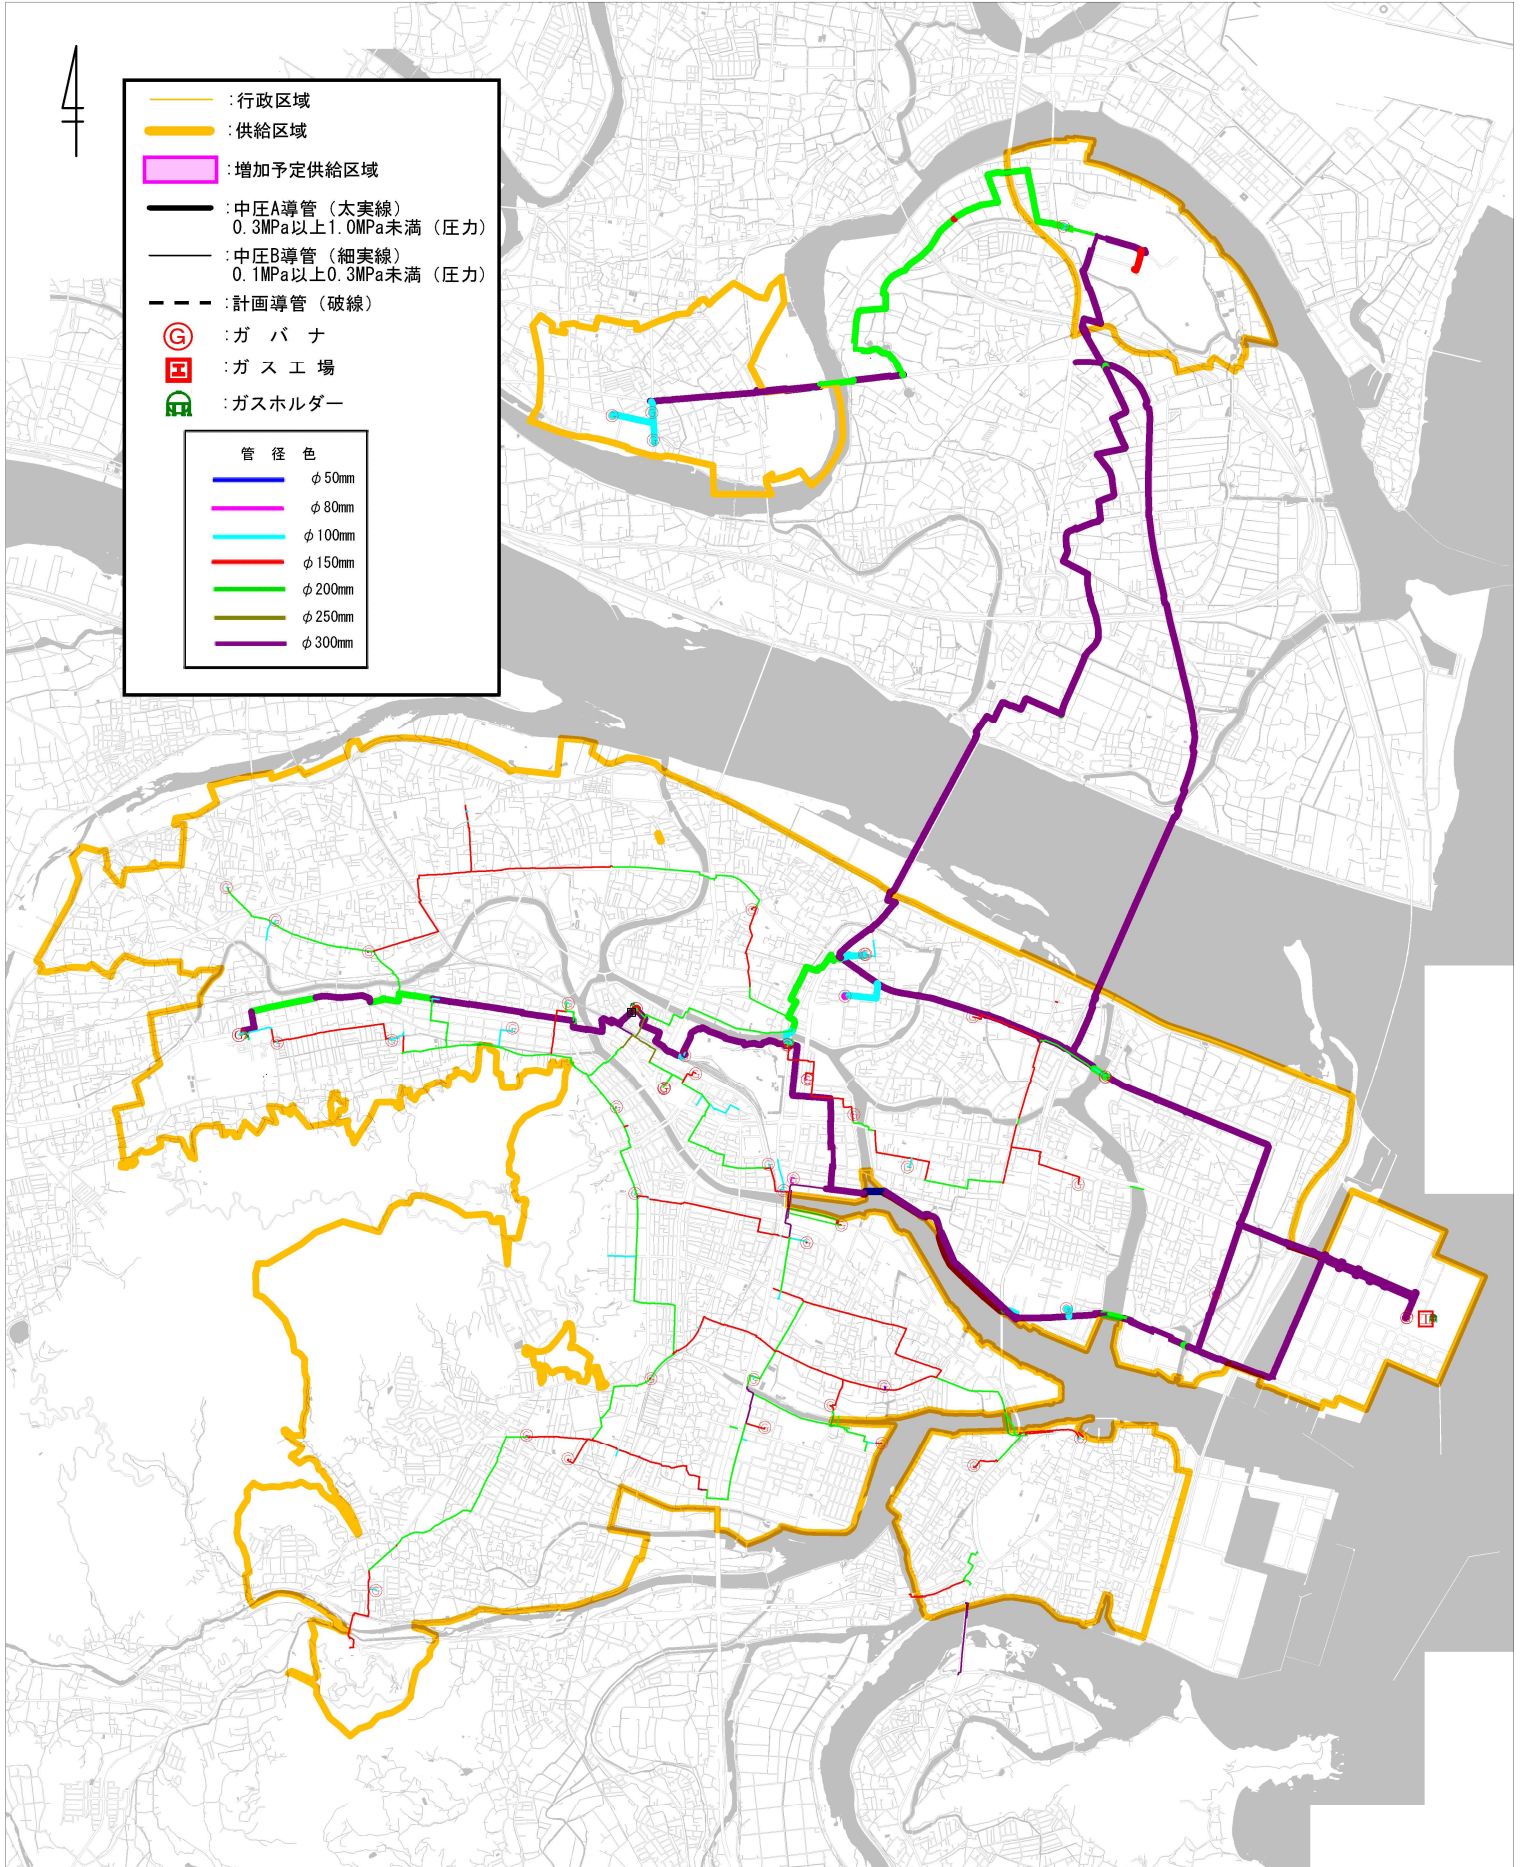 :行政区域
:供給区域
:増加予定供給区域
:中圧A導管（太実線）
0.3MPa以上1.0MPa未満（圧力）
:中圧B導管（細実線）
0.1MPa以上0.3MPa未満（圧力）
:計画導管（破線）
G :ガバナ
工 :ガス工場
:ガスホルダー
管径色
φ50mm
φ80mm
φ100mm
φ150mm
φ200mm
φ250mm
φ300mm